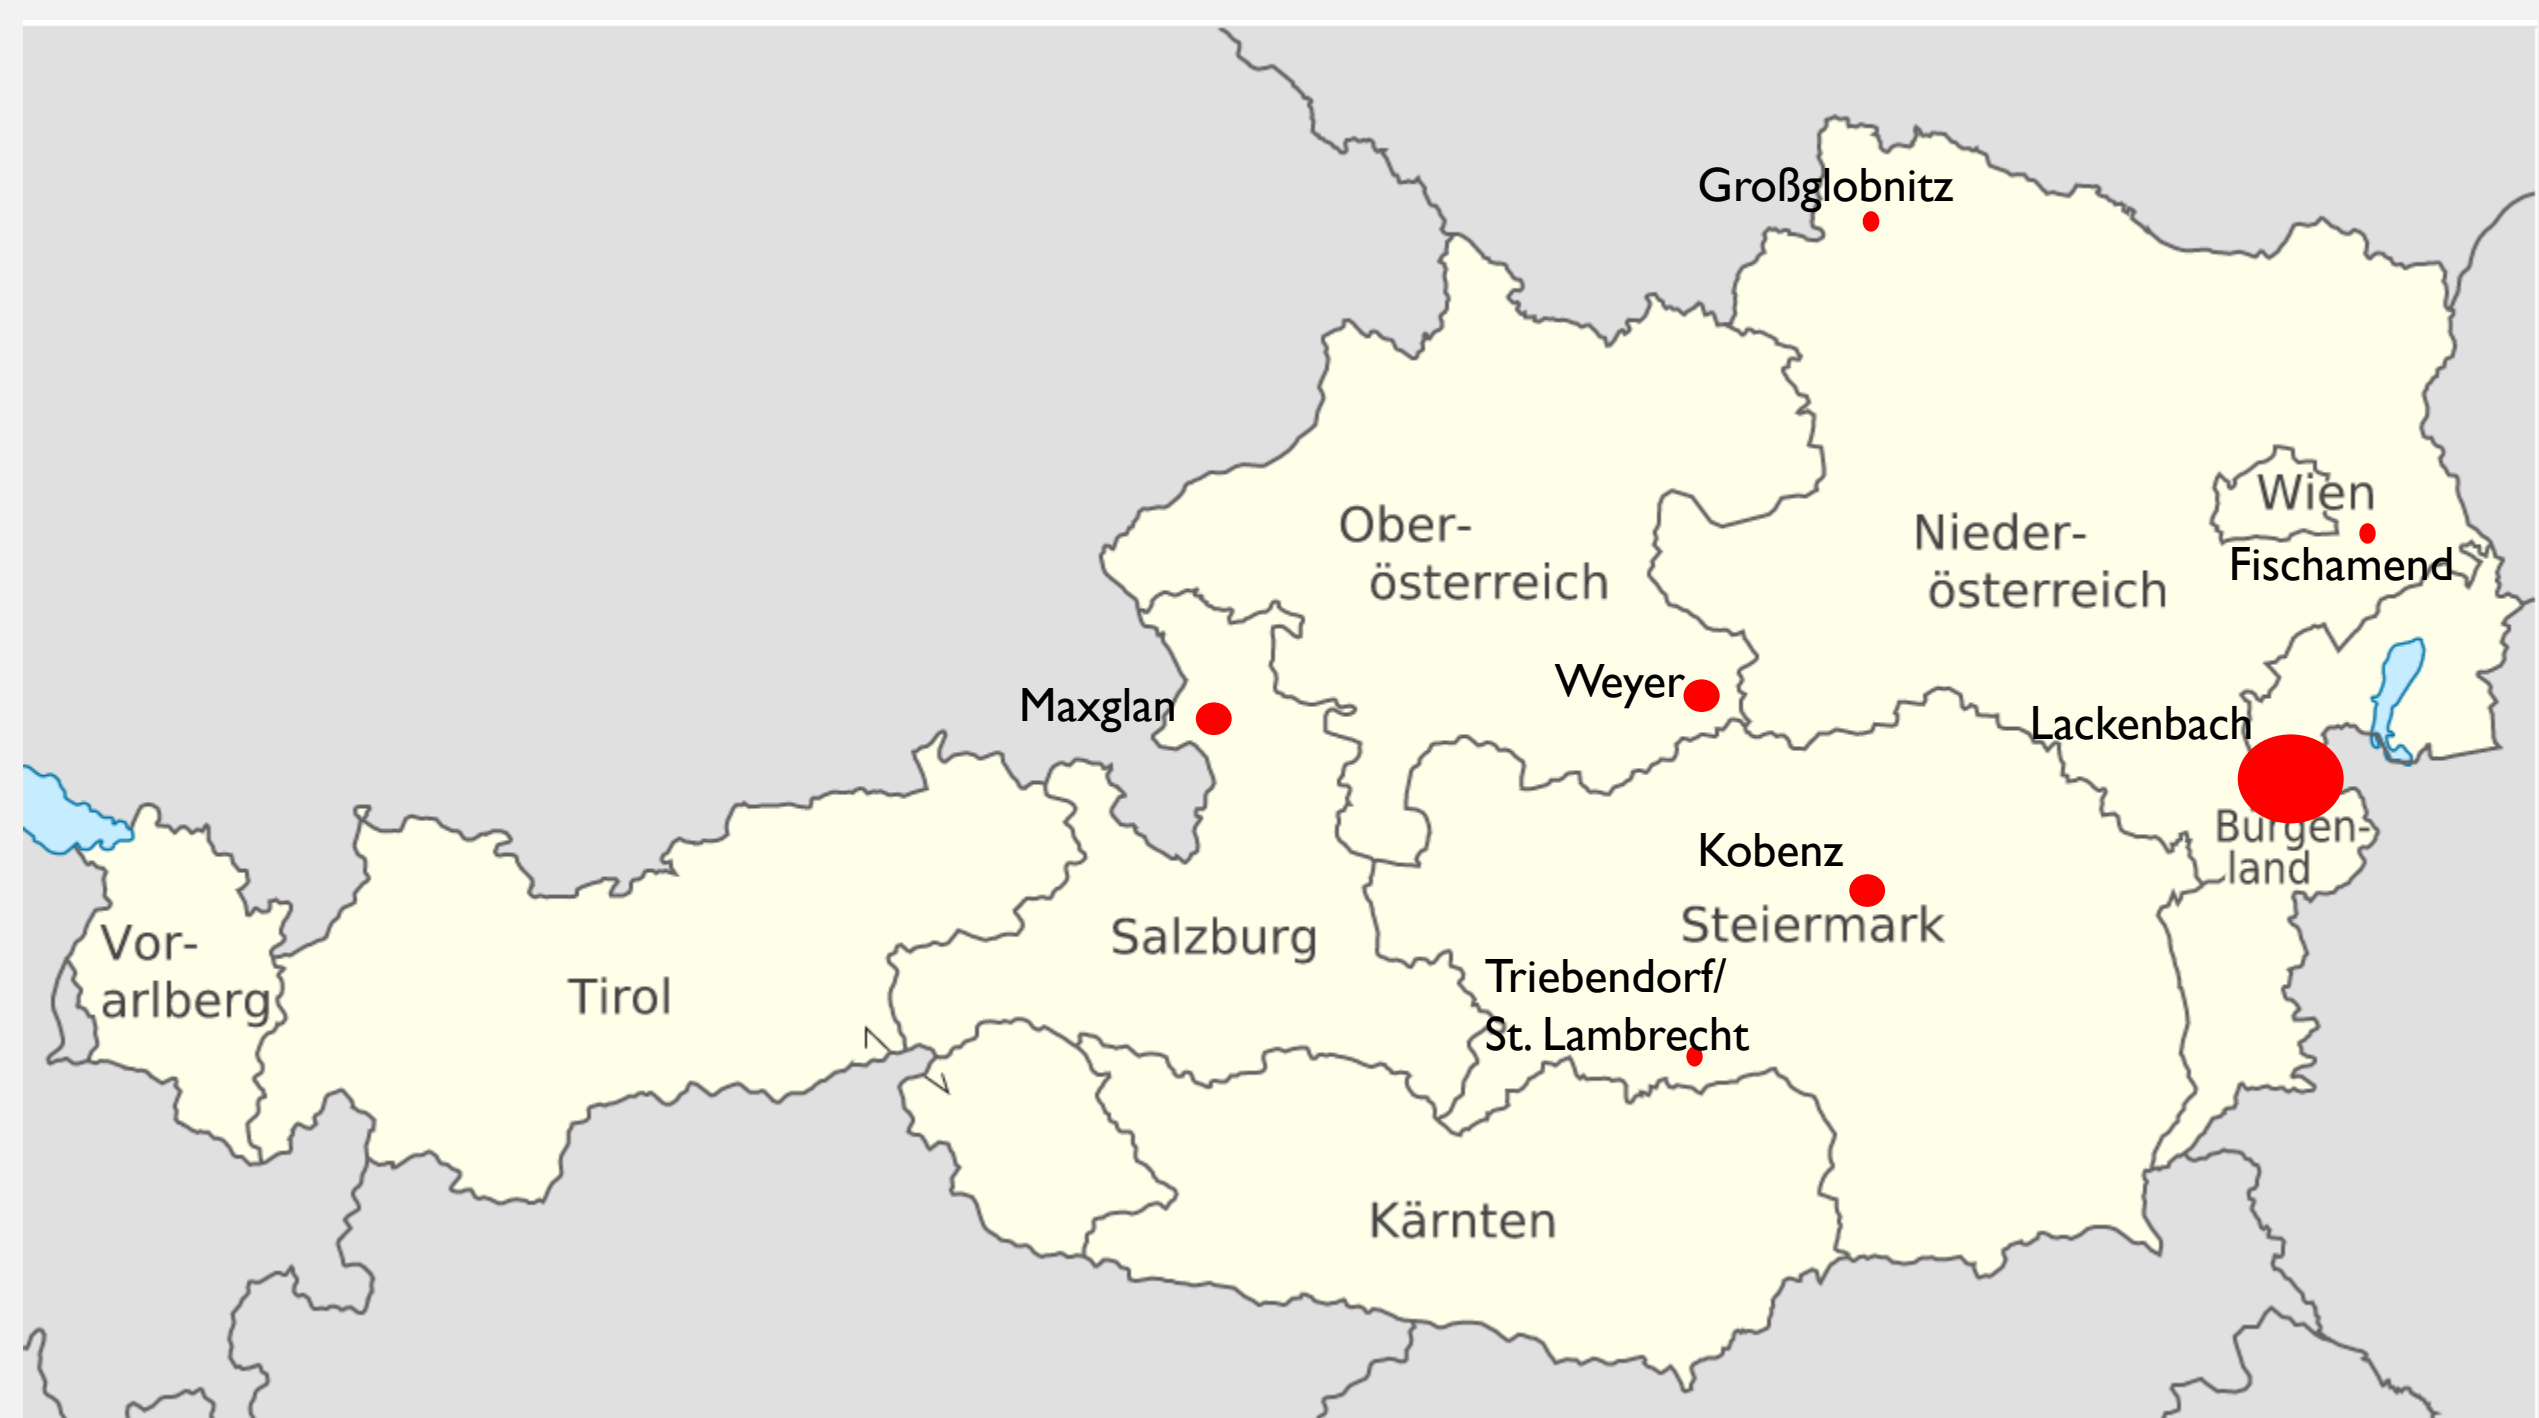 Großglobnitz
Wien
Ober-
österreich
Nieder-
österreich
Fischamend
Weyer
Maxglan
Lackenbach
Burgen-
land
Kobenz
Steiermark
Vor-
arlberg
Tirol
Salzburg
Triebendorf/
St. Lambrecht
Kärnten